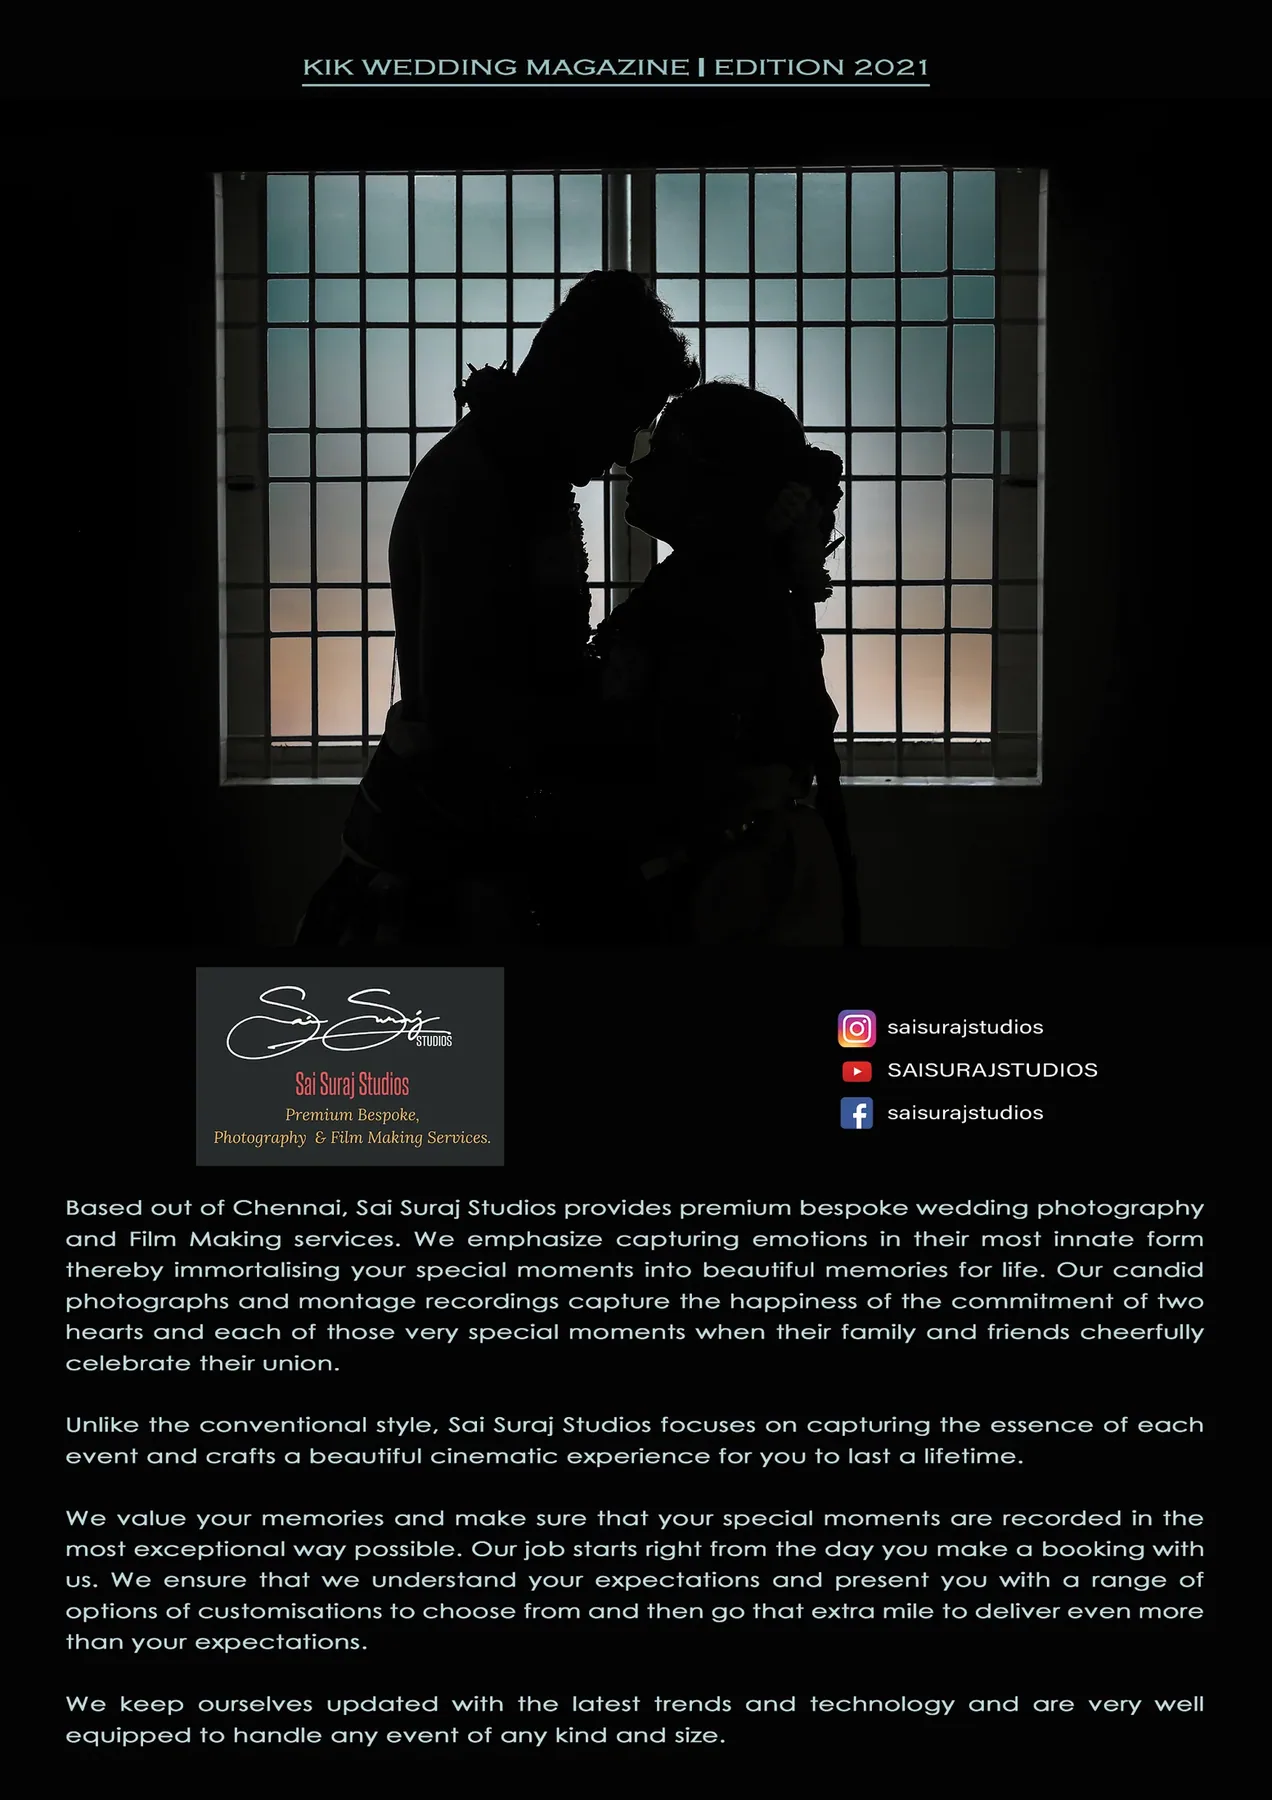 KIK WEDDING MAGAZINE | EDITION 2021
Sai Suraj
STUDIOS
Sai Suraj Studios
Premium Bespoke,
Photography & Film Making Services.
saisurajstudios
SAISURAJSTUDIOS
saisurajstudios
Based out of Chennai, Sai Suraj Studios provides premium bespoke wedding photography
and Film Making services. We emphasize capturing emotions in their most innate form
thereby immortalising your special moments into beautiful memories for life. Our candid
photographs and montage recordings capture the happiness of the commitment of two
hearts and each of those very special moments when their family and friends cheerfully
celebrate their union.
Unlike the conventional style, Sai Suraj Studios focuses on capturing the essence of each
event and crafts a beautiful cinematic experience for you to last a lifetime.
We value your memories and make sure that your special moments are recorded in the
most exceptional way possible. Our job starts right from the day you make a booking with
us. We ensure that we understand your expectations and present you with a range of
options of customisations to choose from and then go that extra mile to deliver even more
than your expectations.
We keep ourselves updated with the latest trends and technology and are very well
equipped to handle any event of any kind and size.